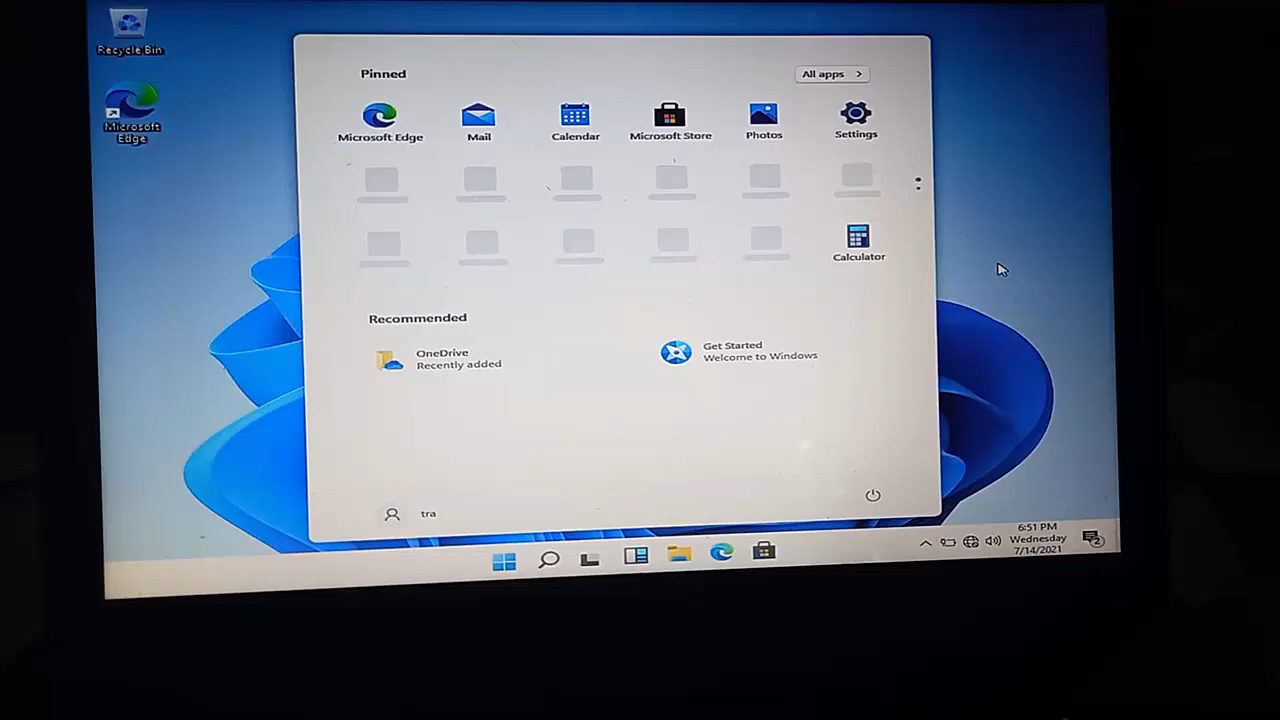 Recycle Bin
Microsoft
Edge
Pinned
All apps
Microsoft Edge
Mail
Calendar
Microsoft Store
Photos
Settings
Calculator
Recommended
OneDrive
Recently added
Get Started
Welcome to Windows
tra
6:51 PM
Wednesday
7/14/2021
2